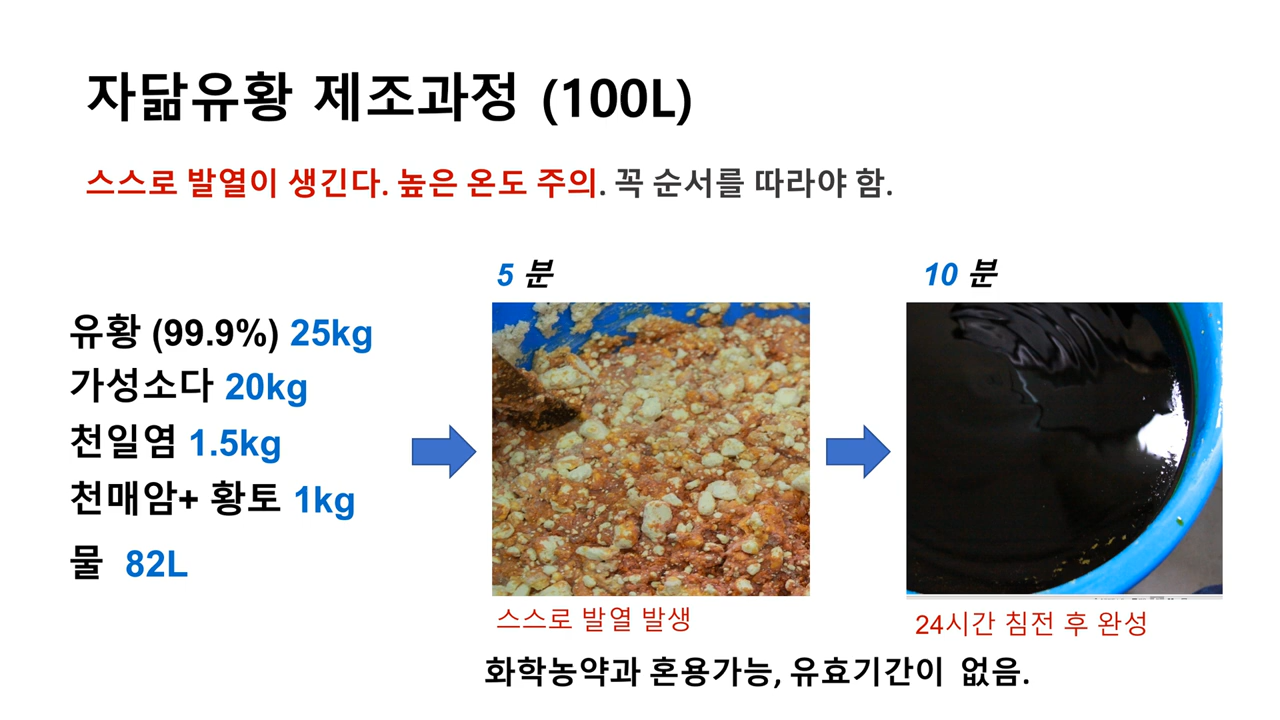 자닮유황 제조과정 (100L)
스스로 발열이 생긴다. 높은 온도 주의. 꼭 순서를 따라야 함.
유황 (99.9%) 25kg
가성소다 20kg
천일염 1.5kg
천매암+ 황토 1kg
물 82L
5 분
스스로 발열 발생
10 분
24시간 침전 후 완성
화학농약과 혼용가능, 유효기간이 없음.